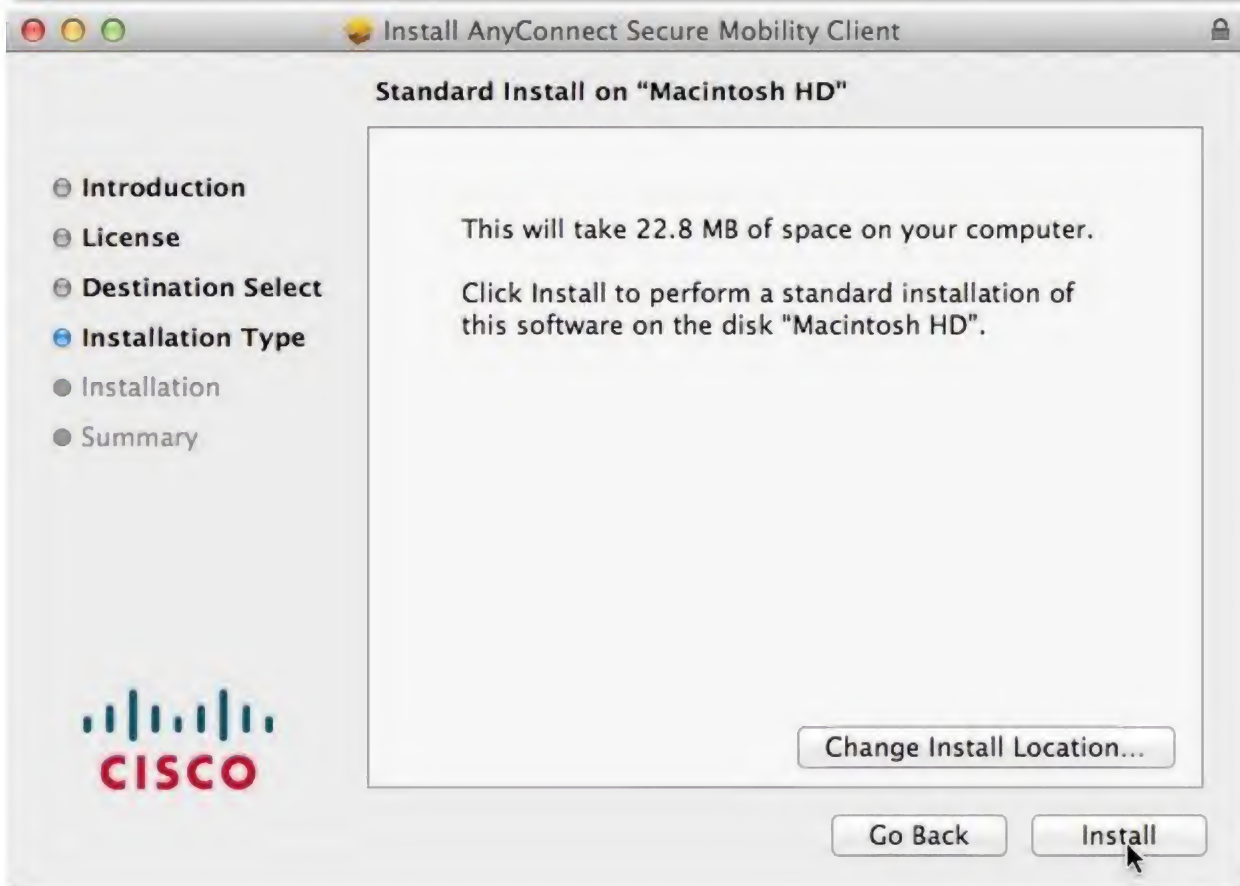 Install AnyConnect Secure Mobility Client
Standard Install on “Macintosh HD”
Introduction
License
Destination Select
Installation Type
Installation
Summary
This will take 22.8 MB of space on your computer.
Click Install to perform a standard installation of
this software on the disk "Macintosh HD".
CISCO
Change Install Location...
Go Back
Install